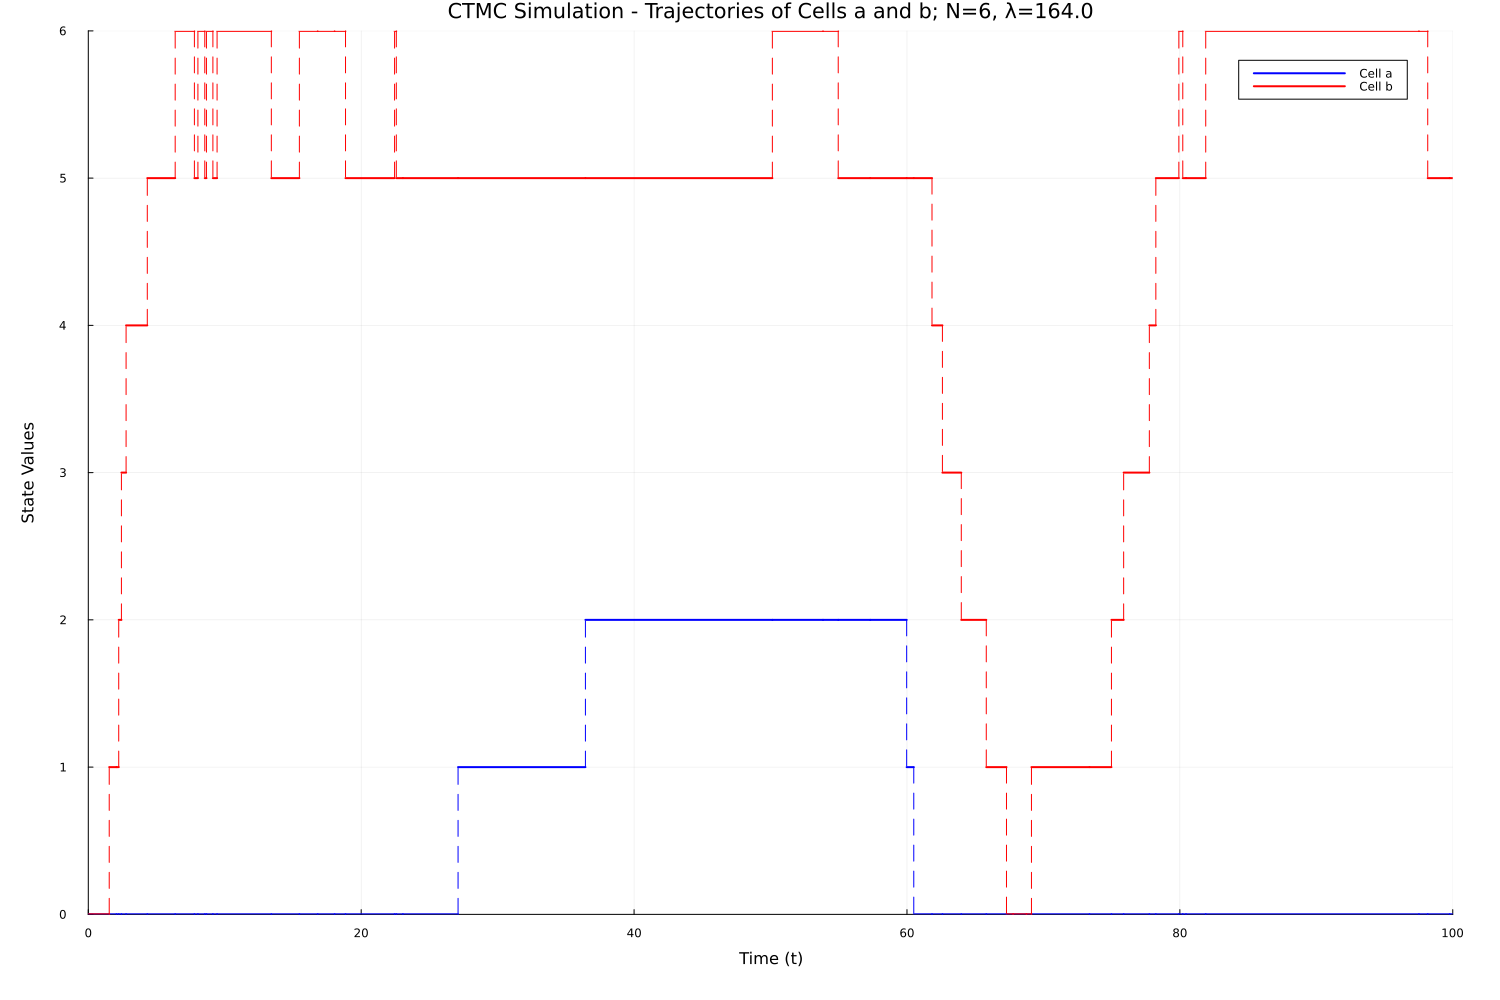 CTMC Simulation - Trajectories of Cells a and b; N=6, λ=164.0
6
Cell a
Cell b
5
4
State Values
3
2
1
0
0 20 40 60 80 100
Time (t)